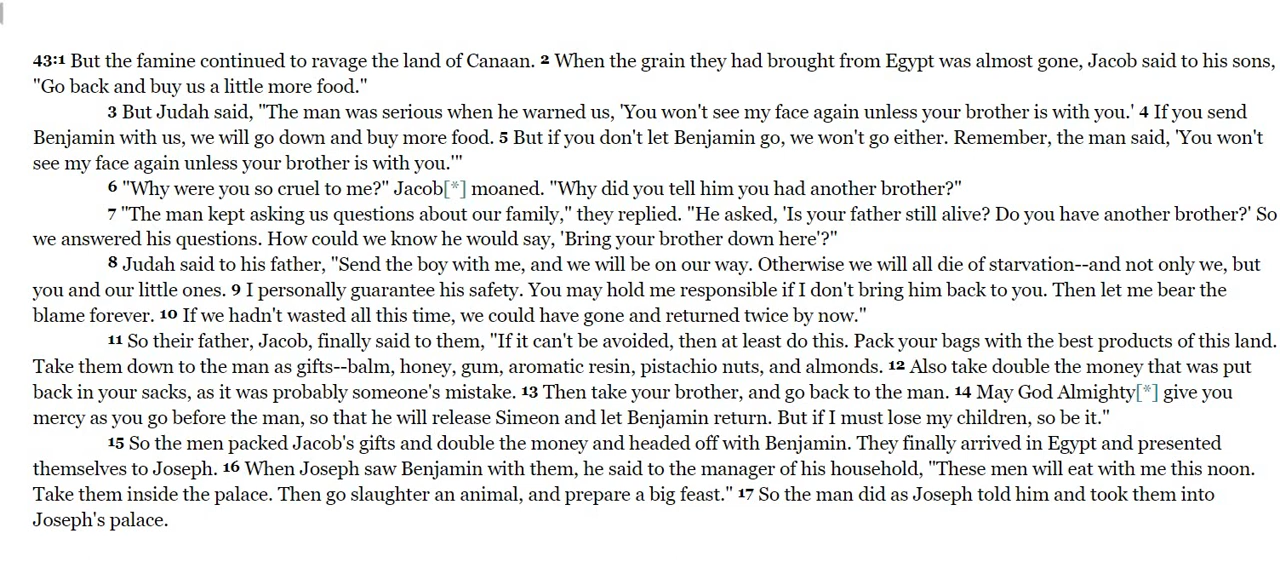 43:1 But the famine continued to ravage the land of Canaan. 2 When the grain they had brought from Egypt was almost gone, Jacob said to his sons,
"Go back and buy us a little more food."
3 But Judah said, "The man was serious when he warned us, 'You won't see my face again unless your brother is with you.' 4 If you send
Benjamin with us, we will go down and buy more food. 5 But if you don't let Benjamin go, we won't go either. Remember, the man said, 'You won't
see my face again unless your brother is with you.'"
6 "Why were you so cruel to me?" Jacob[*] moaned. "Why did you tell him you had another brother?"
7 "The man kept asking us questions about our family," they replied. "He asked, 'Is your father still alive? Do you have another brother?' So
we answered his questions. How could we know he would say, 'Bring your brother down here'?"
8 Judah said to his father, "Send the boy with me, and we will be on our way. Otherwise we will all die of starvation--and not only we, but
you and our little ones. 9 I personally guarantee his safety. You may hold me responsible if I don't bring him back to you. Then let me bear the
blame forever. 10 If we hadn't wasted all this time, we could have gone and returned twice by now."
11 So their father, Jacob, finally said to them, "If it can't be avoided, then at least do this. Pack your bags with the best products of this land.
Take them down to the man as gifts--balm, honey, gum, aromatic resin, pistachio nuts, and almonds. 12 Also take double the money that was put
back in your sacks, as it was probably someone's mistake. 13 Then take your brother, and go back to the man. 14 May God Almighty[*] give you
mercy as you go before the man, so that he will release Simeon and let Benjamin return. But if I must lose my children, so be it."
15 So the men packed Jacob's gifts and double the money and headed off with Benjamin. They finally arrived in Egypt and presented
themselves to Joseph. 16 When Joseph saw Benjamin with them, he said to the manager of his household, "These men will eat with me this noon.
Take them inside the palace. Then go slaughter an animal, and prepare a big feast." 17 So the man did as Joseph told him and took them into
Joseph's palace.